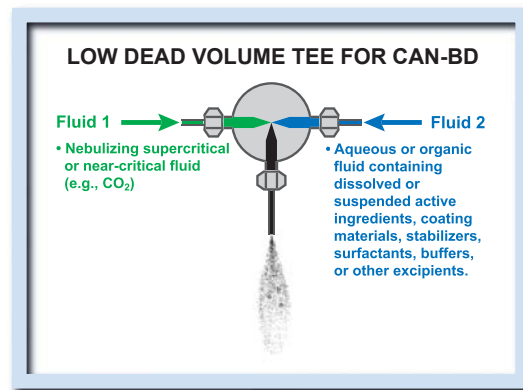 LOW DEAD VOLUME TEE FOR CAN-BD
Fluid 1
• Nebulizing supercritical
or near-critical fluid
(e.g., CO₂)
Fluid 2
• Aqueous or organic
fluid containing
dissolved or
suspended active
ingredients, coating
materials, stabilizers,
surfactants, buffers,
or other excipients.